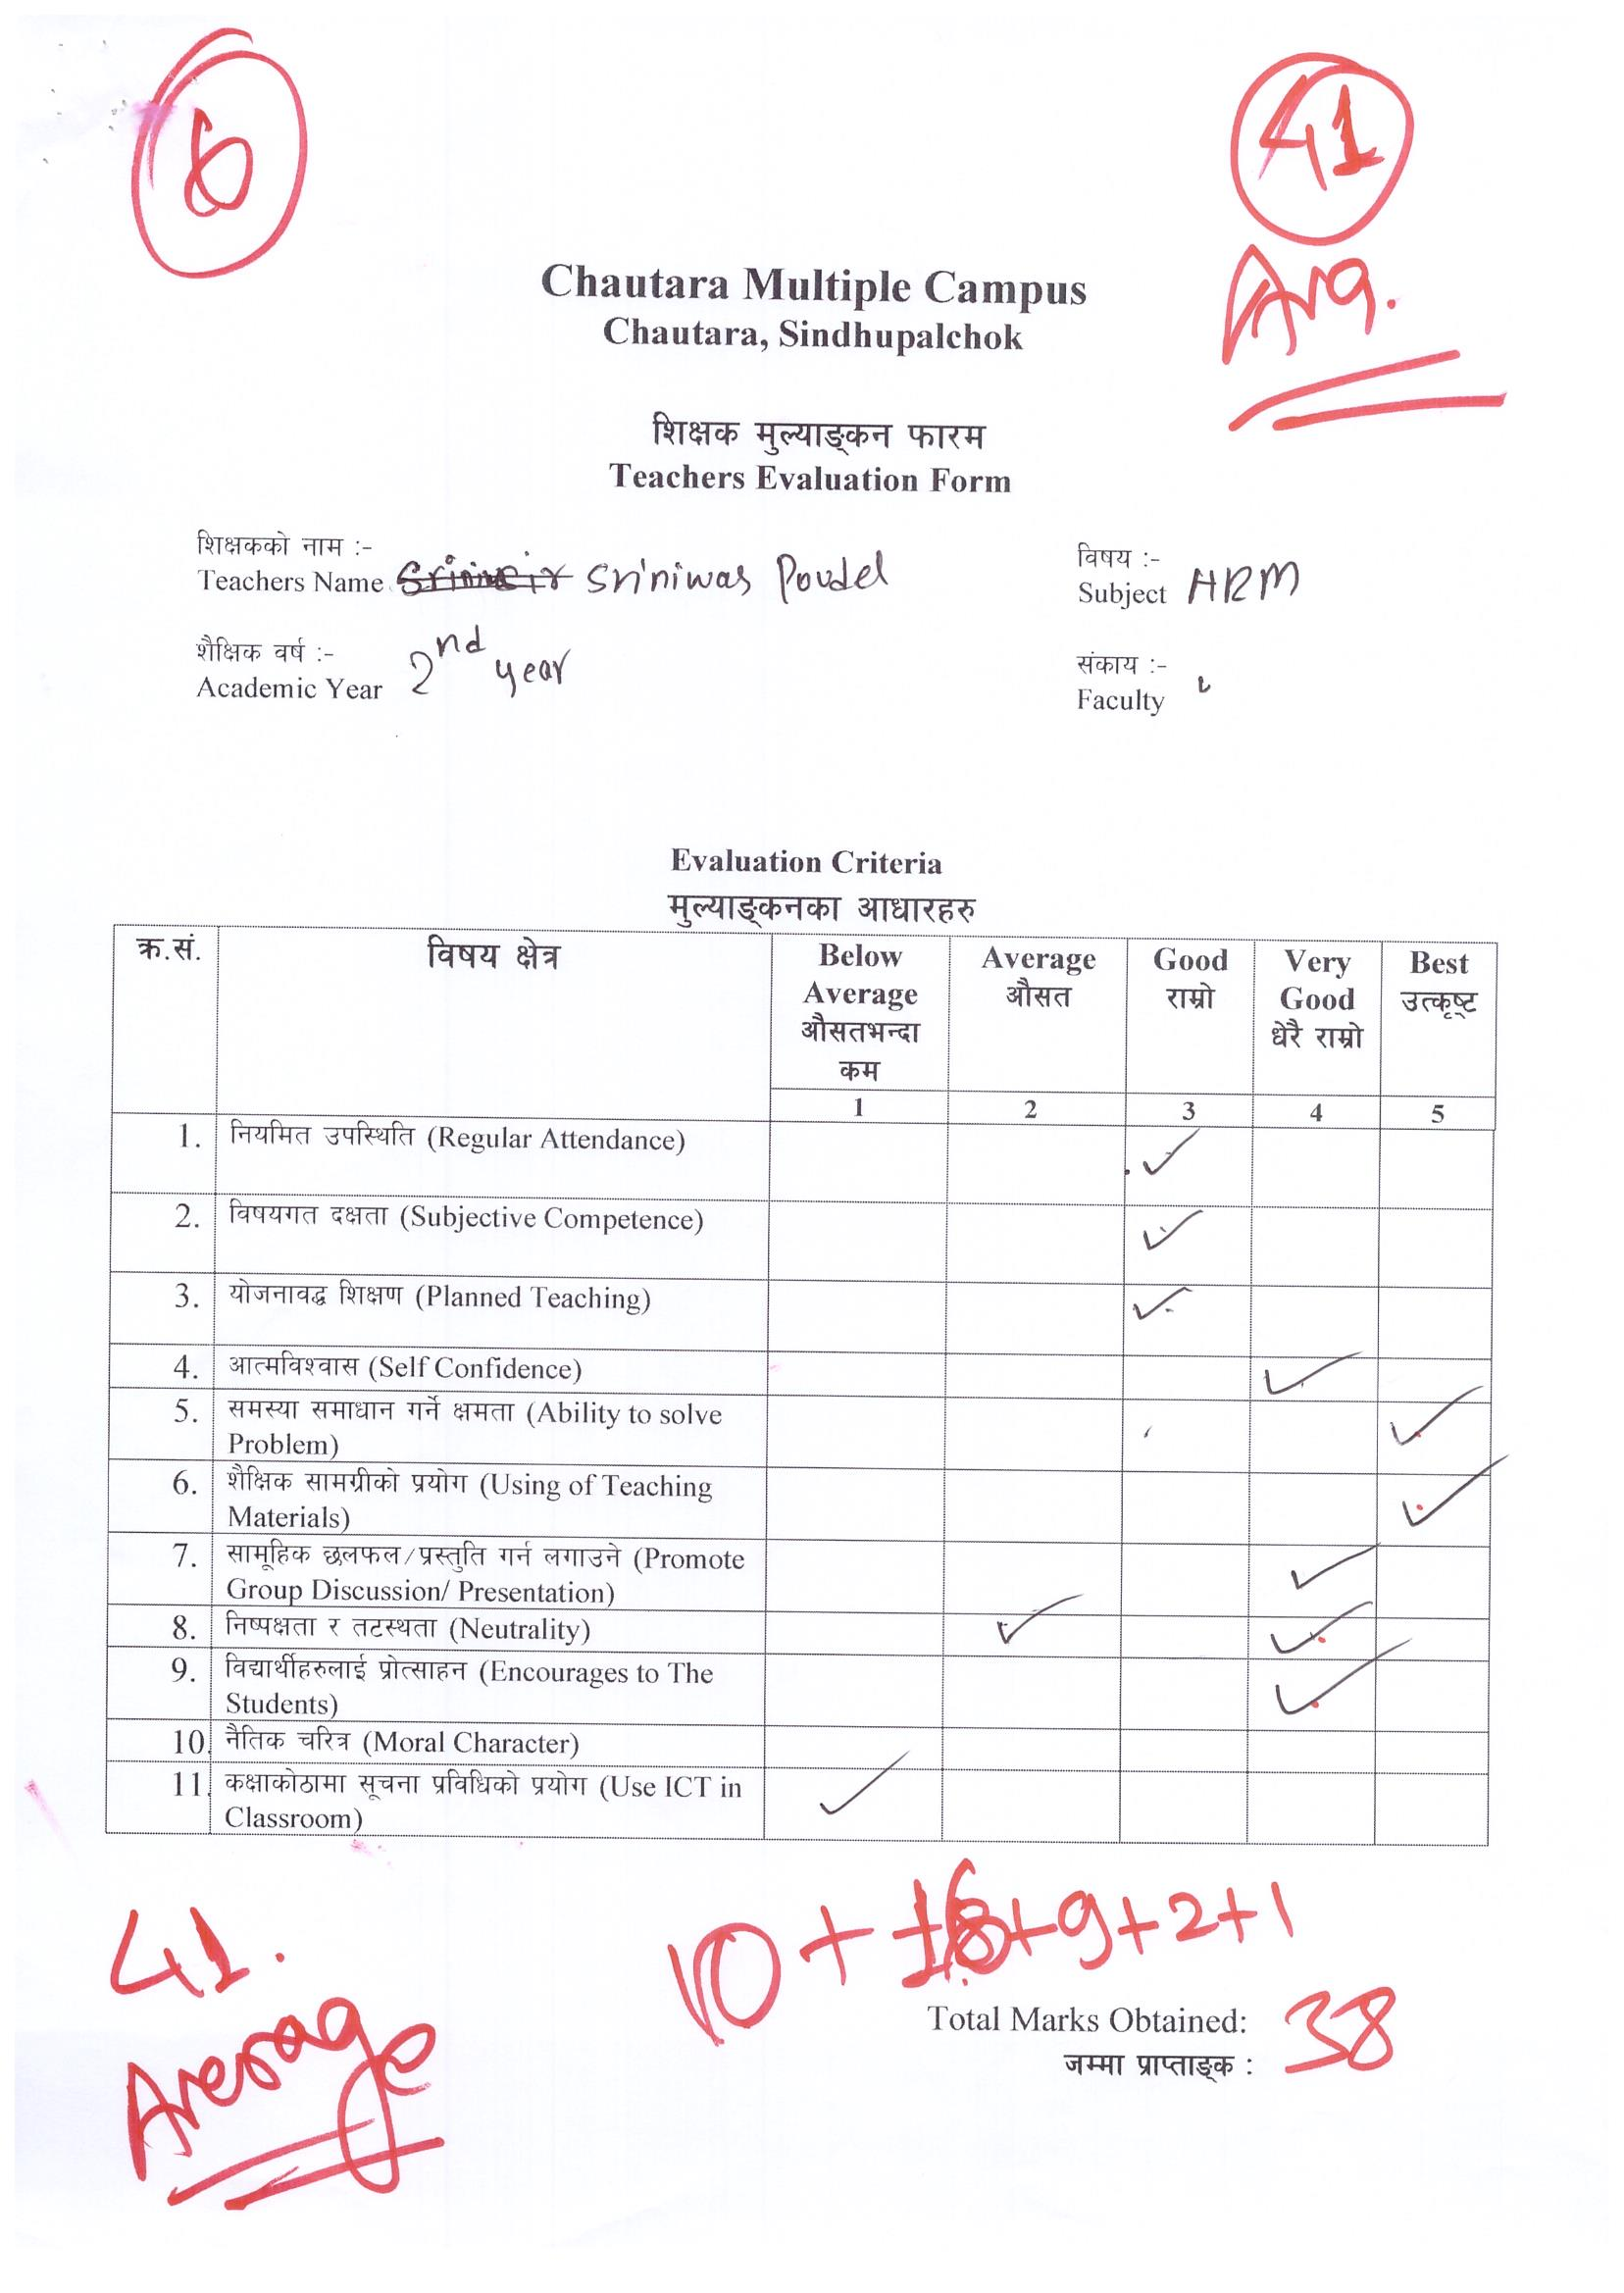 6
41
Avg.
Chautara Multiple Campus
Chautara, Sindhupalchok
शिक्षक मुल्याङ्कन फारम
Teachers Evaluation Form
शिक्षकको नाम :-
Teachers Name Sriniwas Poudel
विषय :-
Subject HRM
शैक्षिक वर्ष :-
Academic Year 2nd year
संकाय :-
Faculty
Evaluation Criteria
मुल्याङ्कनका आधारहरु
क्र.सं. विषय क्षेत्र Below Average औसतभन्दा कम Average औसत Good राम्रो Very Good धेरै राम्रो Best उत्कृष्ट
1 2 3 4 5
1. नियमित उपस्थिति (Regular Attendance) ✓
2. विषयगत दक्षता (Subjective Competence) ✓
3. योजनावद्ध शिक्षण (Planned Teaching) ✓
4. आत्मविश्वास (Self Confidence) ✓
5. समस्या समाधान गर्ने क्षमता (Ability to solve
Problem) ✓
6. शैक्षिक सामग्रीको प्रयोग (Using of Teaching
Materials) ✓
7. सामूहिक छलफल/प्रस्तुति गर्न लगाउने (Promote
Group Discussion/ Presentation) ✓
8. निष्पक्षता र तटस्थता (Neutrality) ✓ ✓
9. विद्यार्थीहरुलाई प्रोत्साहन (Encourages to The
Students) ✓
10. नैतिक चरित्र (Moral Character)
11. कक्षाकोठामा सूचना प्रविधिको प्रयोग (Use ICT in
Classroom) ✓
41.
Average
10 + 16 + 9 + 2 + 1
Total Marks Obtained: 38
जम्मा प्राप्ताङ्क :